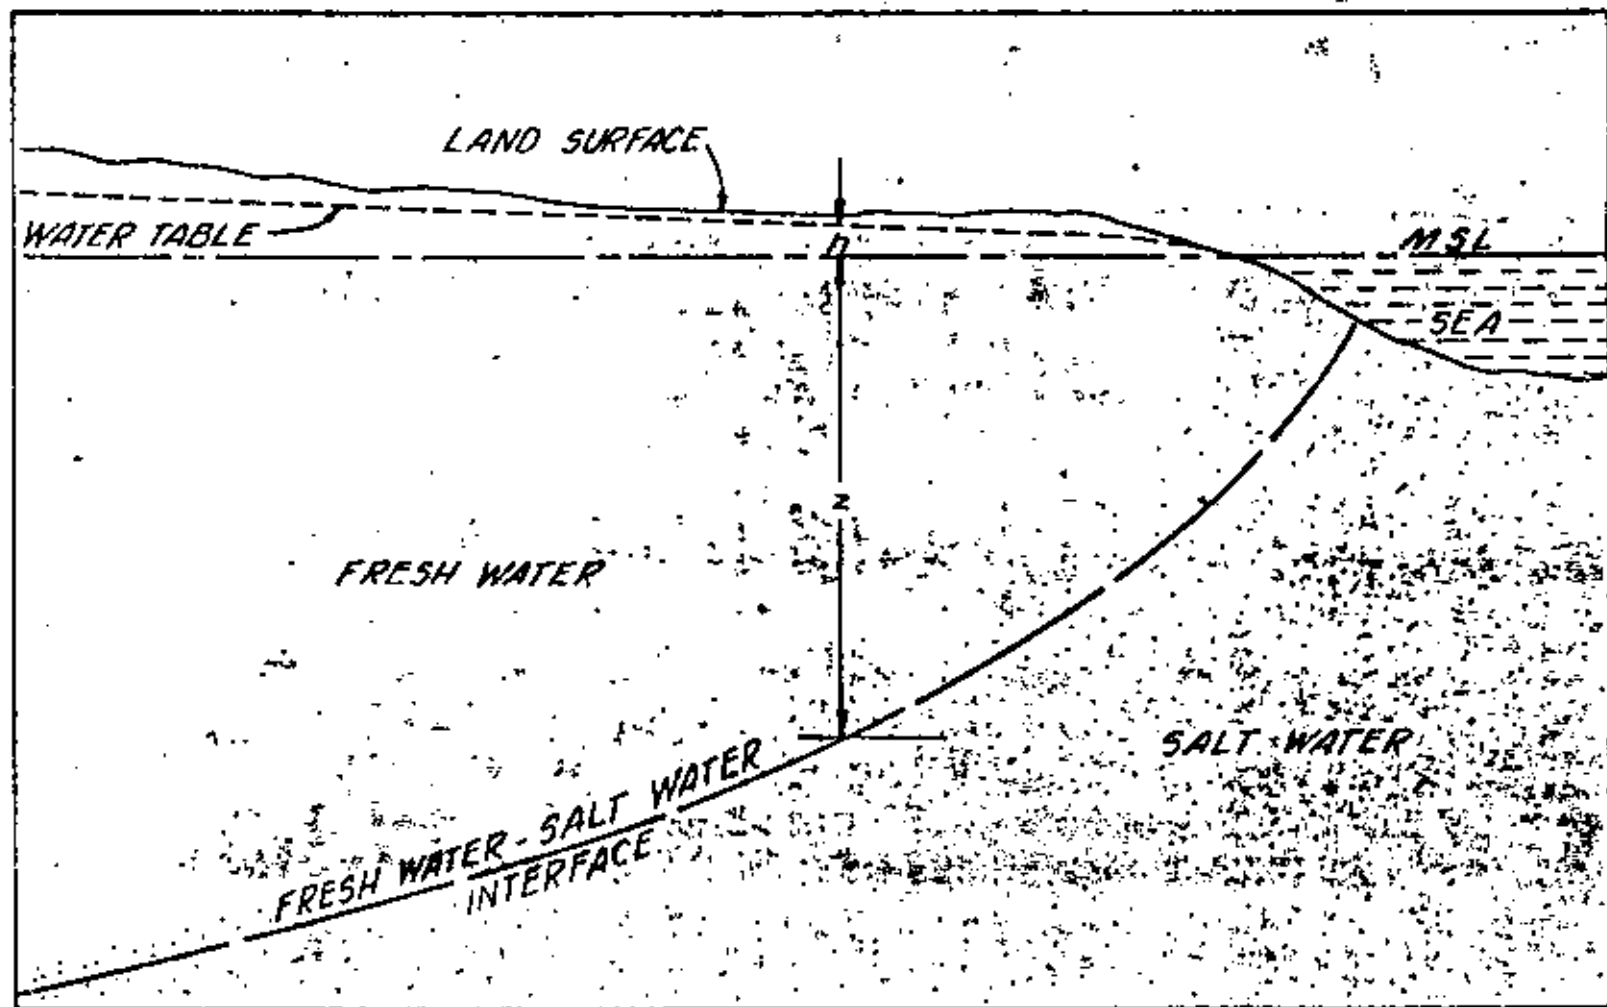 LAND SURFACE
WATER TABLE
h
MSL
SEA
z
FRESH WATER
SALT WATER
FRESH WATER - SALT WATER
INTERFACE